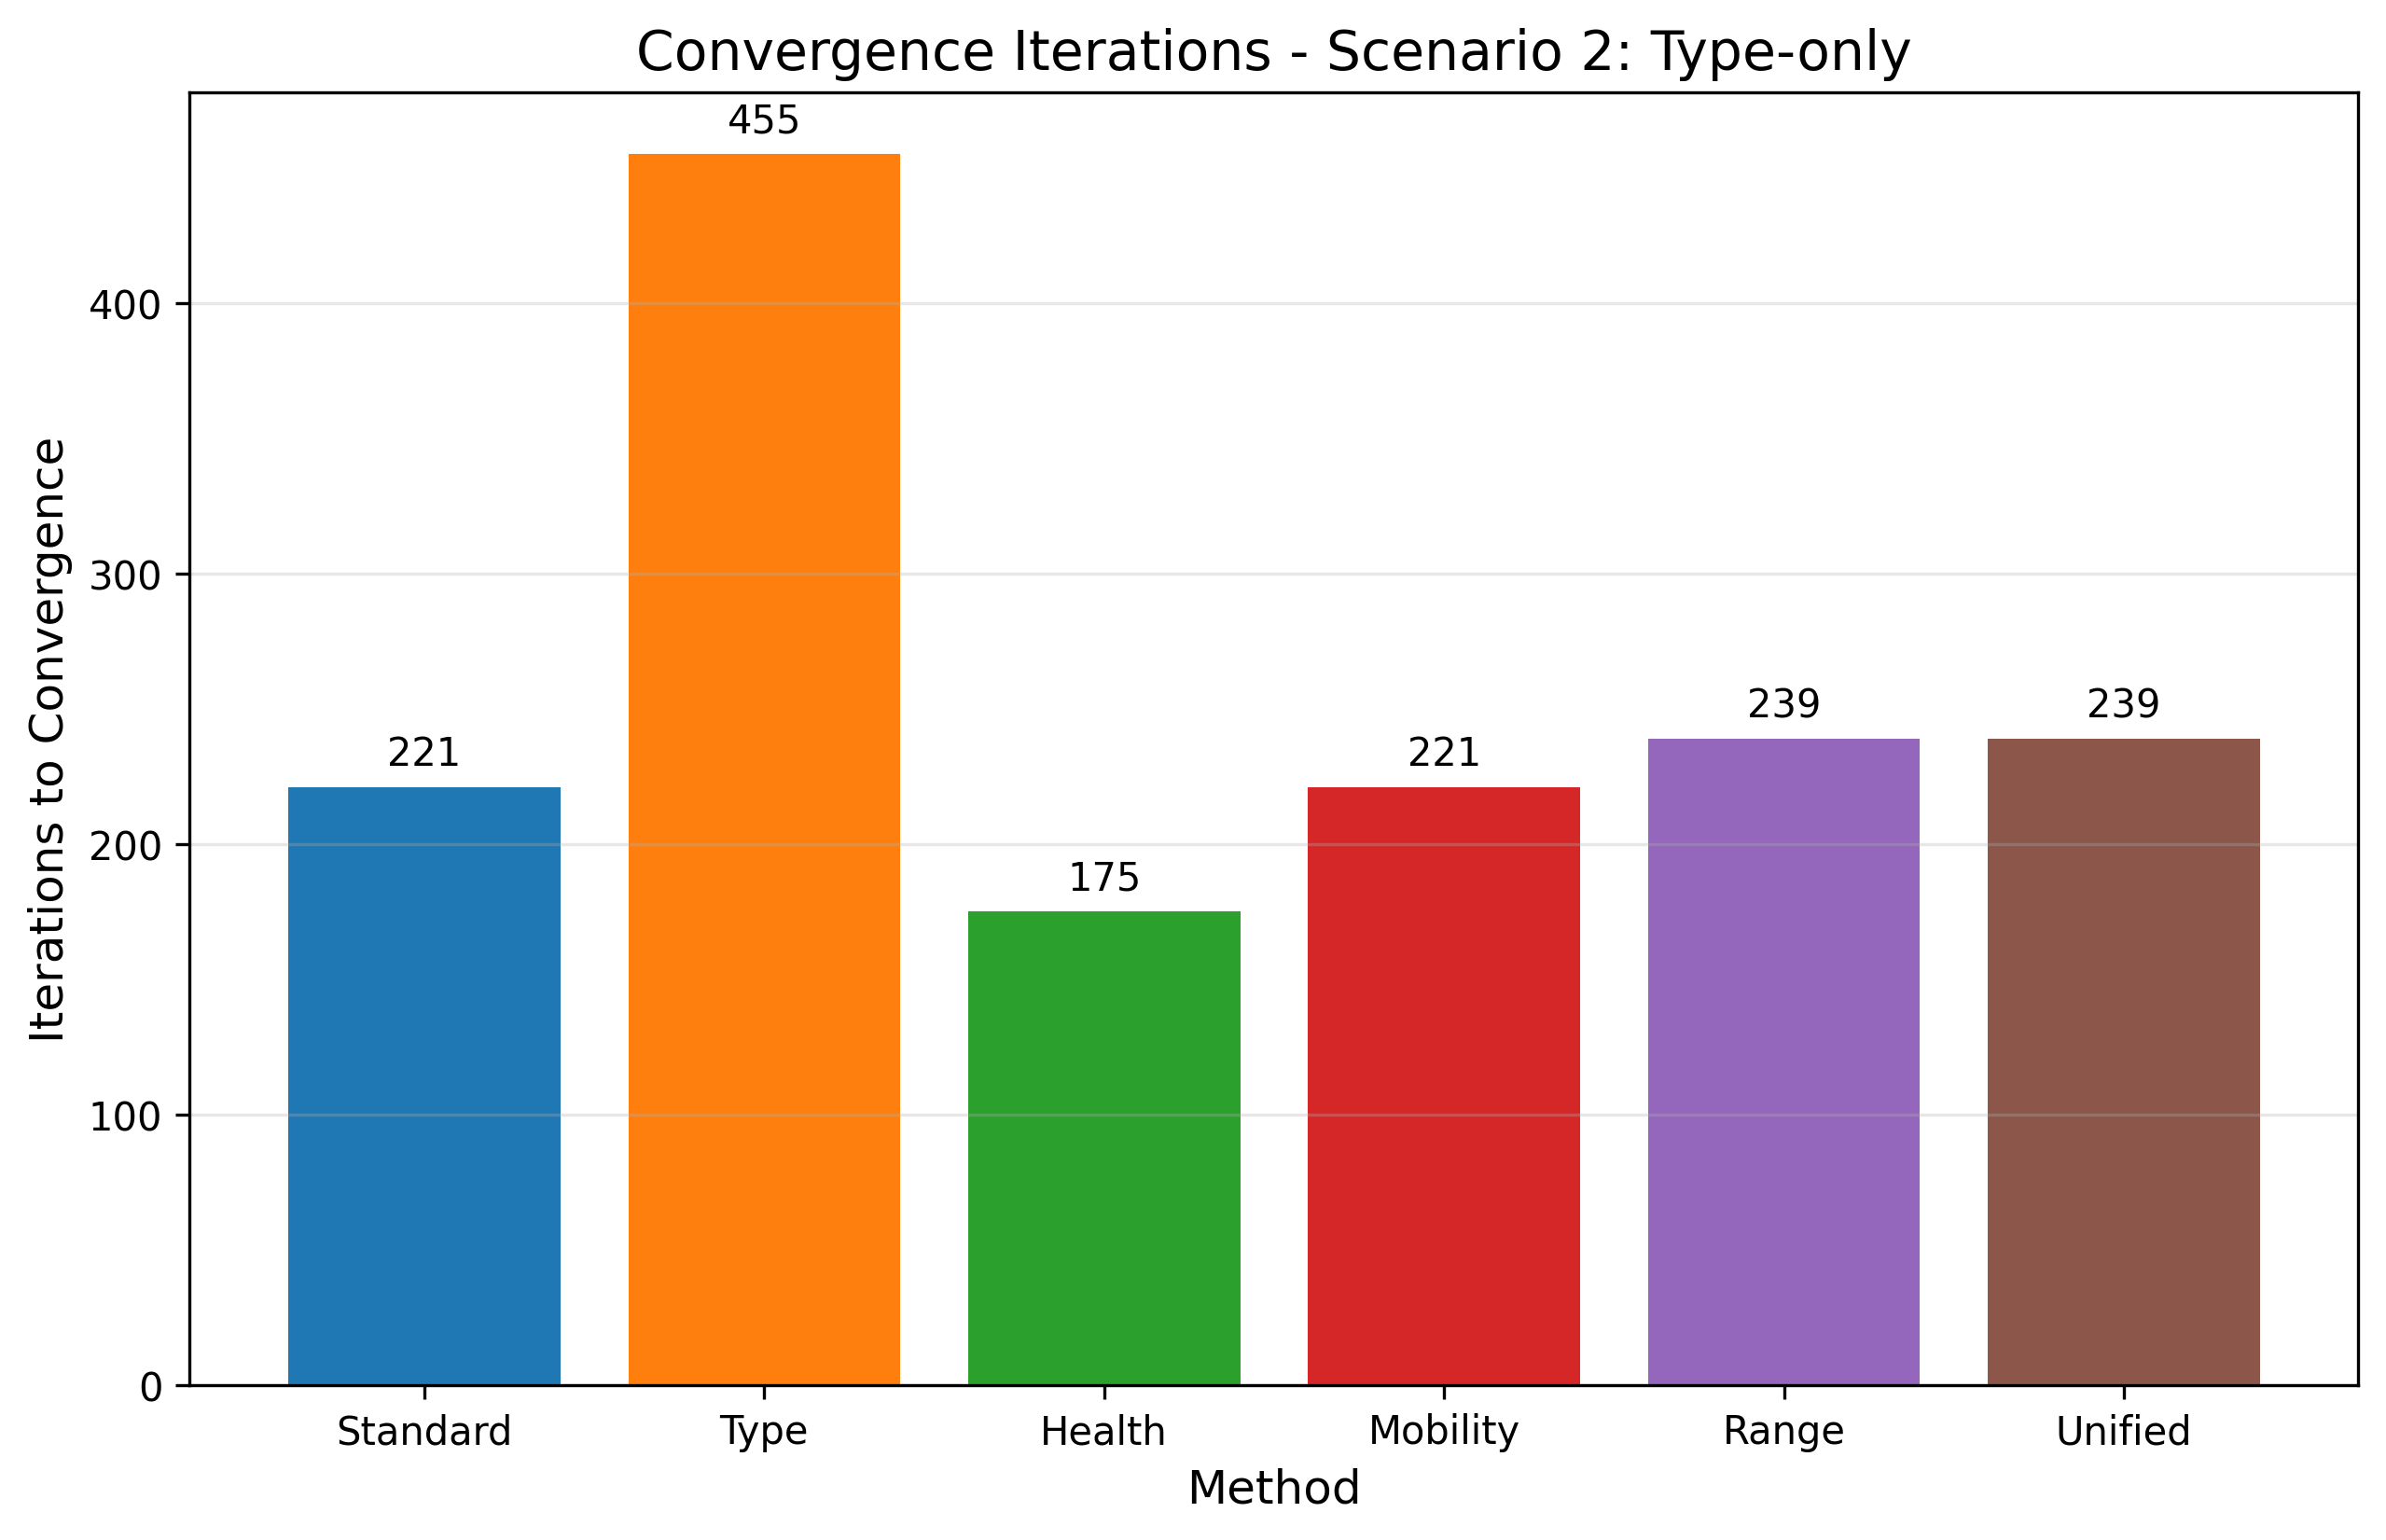 Convergence Iterations - Scenario 2: Type-only
Iterations to Convergence
400
300
200
100
0
221
455
175
221
239
239
Standard
Type
Health
Mobility
Range
Unified
Method